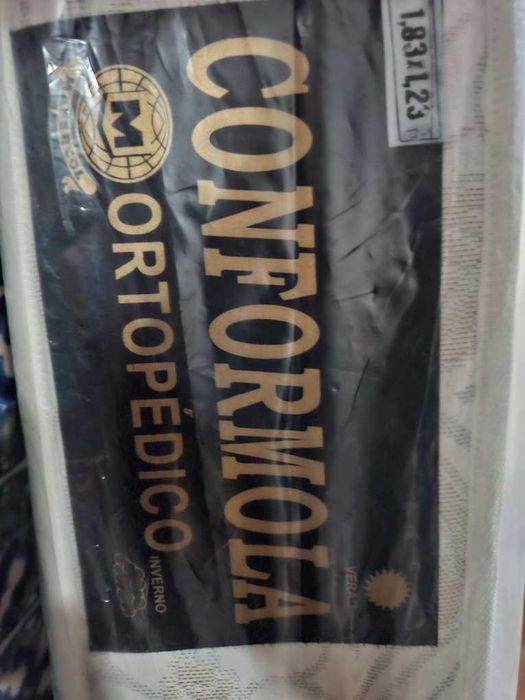 1,83x1,23
CONFORMOLA
M ORTOPÉDICO
VERÃO
INVERNO